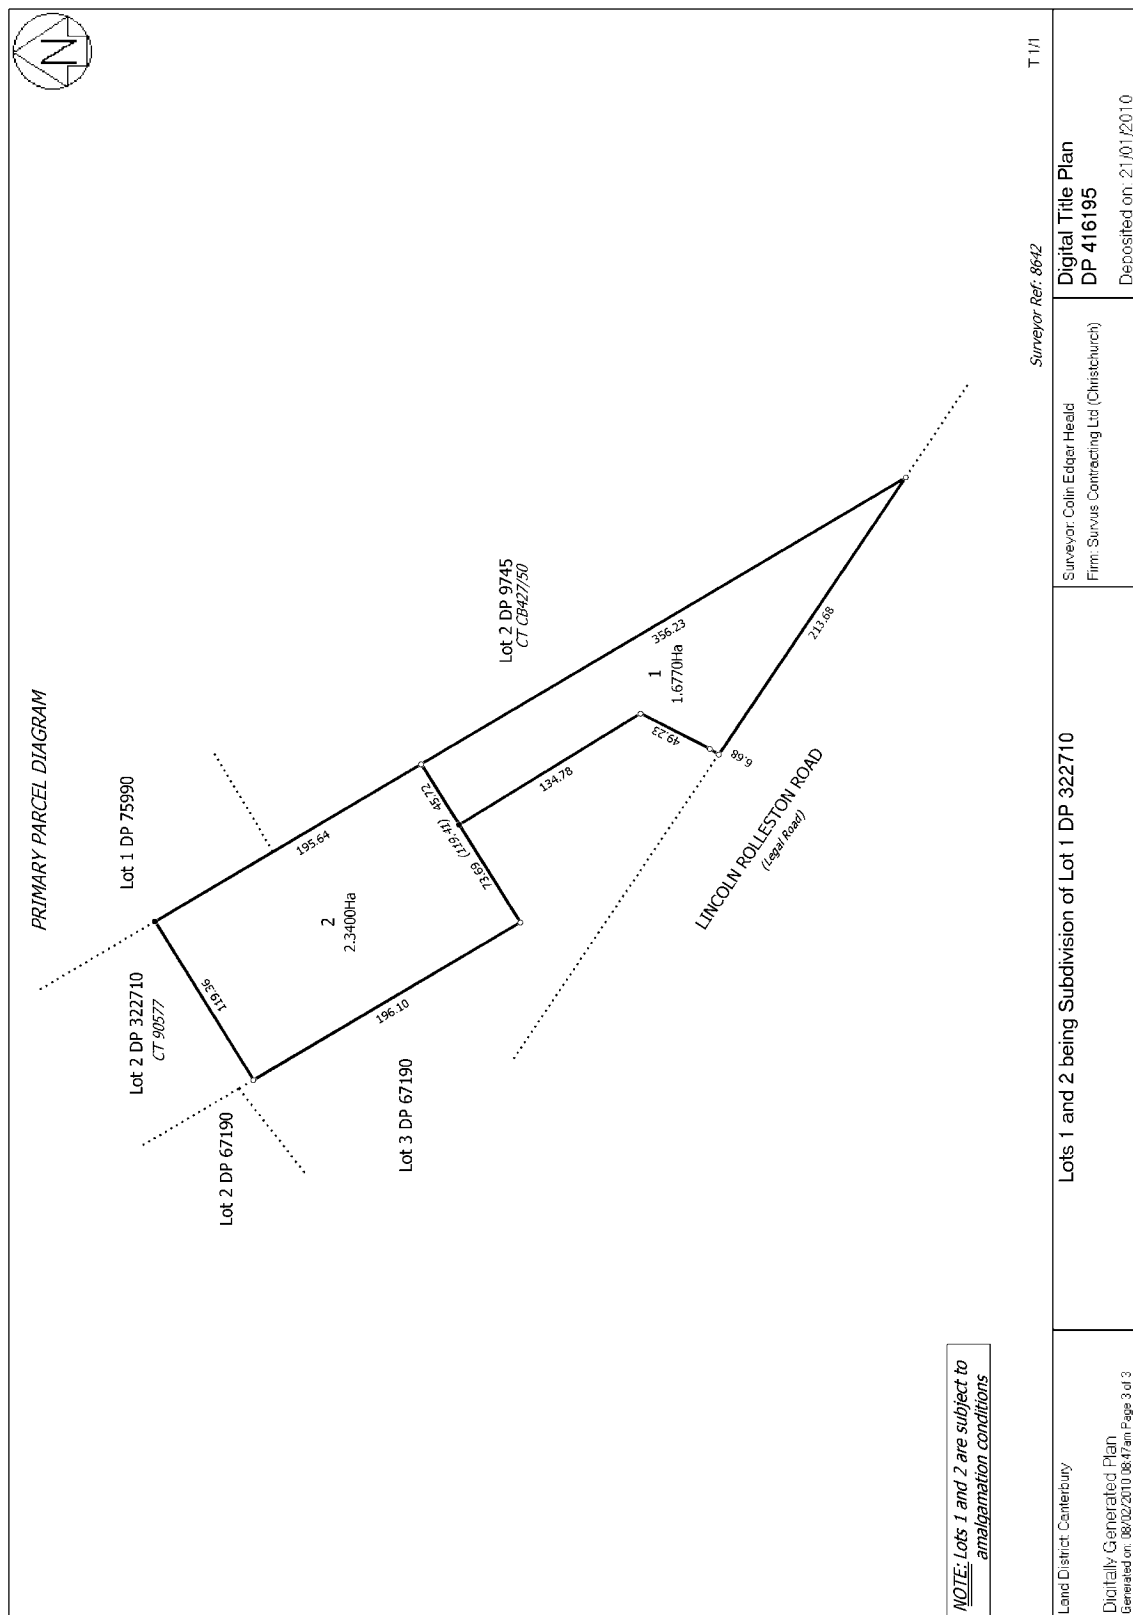 N
T 1/1
PRIMARY PARCEL DIAGRAM
Lot 1 DP 75990
Lot 2 DP 322710
CT 90577
Lot 2 DP 67190
Lot 3 DP 67190
Lot 2 DP 9745
CT CB427/50
119.36
195.64
2
2.3400Ha
196.10
73.69 (119.41) 45.72
134.78
356.23
1
1.6770Ha
49.23
6.68
213.68
LINCOLN ROLLESTON ROAD
(Legal Road)
NOTE: Lots 1 and 2 are subject to
amalgamation conditions
Surveyor Ref: 8642
Land District: Canterbury
Digitally Generated Plan
Generated on: 08/02/2010 08:47am Page 3 of 3
Lots 1 and 2 being Subdivision of Lot 1 DP 322710
Surveyor: Colin Edgar Heald
Firm: Survus Contracting Ltd (Christchurch)
Digital Title Plan
DP 416195
Deposited on: 21/01/2010